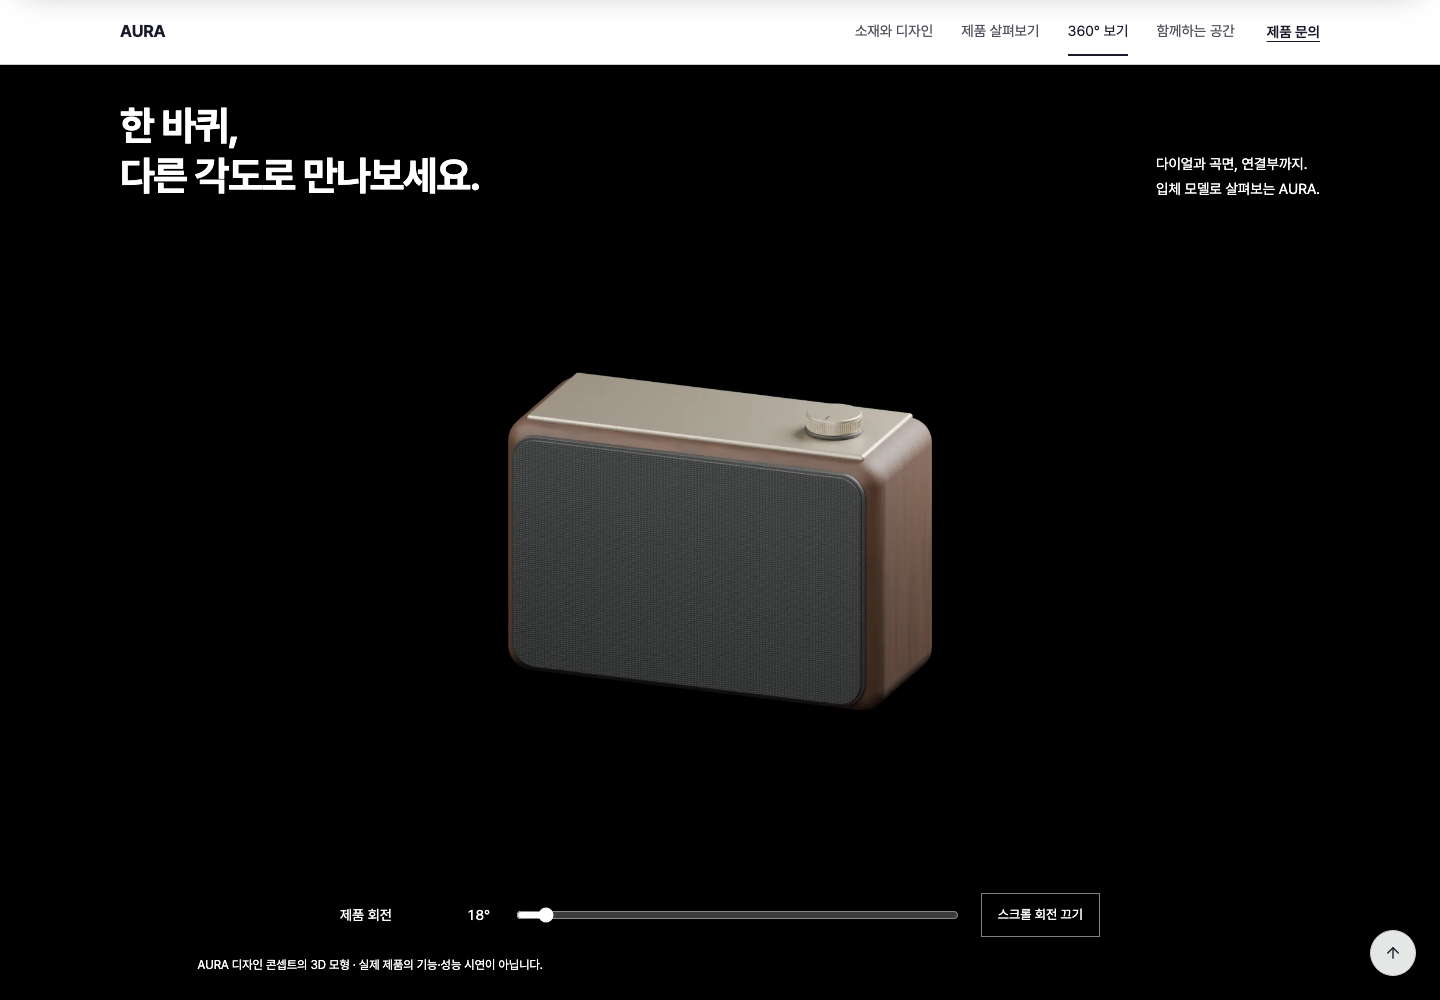 AURA
소재와 디자인
제품 살펴보기
360° 보기
함께하는 공간
제품 문의
한 바퀴,
다른 각도로 만나보세요.
다이얼과 곡면, 연결부까지.
입체 모델로 살펴보는 AURA.
제품 회전
18°
스크롤 회전 끄기
AURA 디자인 콘셉트의 3D 모형 · 실제 제품의 기능·성능 시연이 아닙니다.